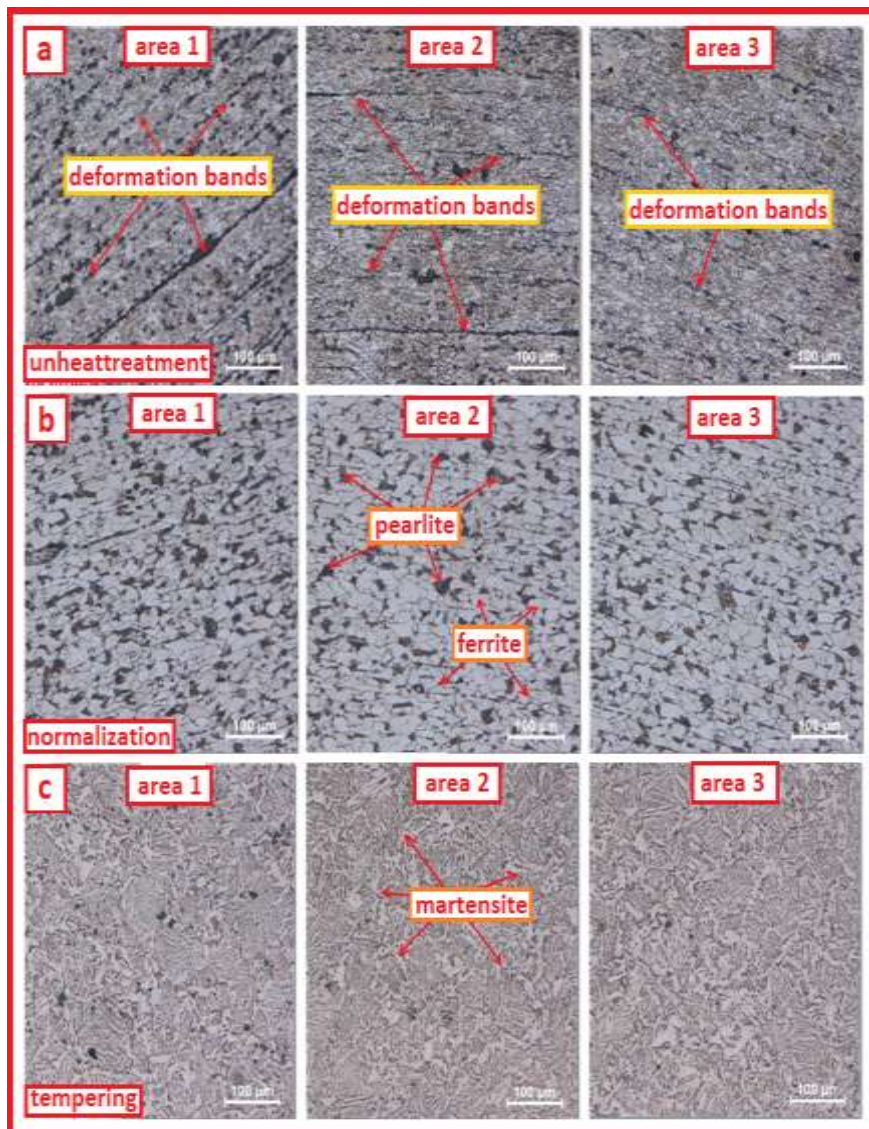 a
area 1
area 2
area 3
deformation bands
deformation bands
deformation bands
unheattreatment
100 µm
100 µm
100 µm
b
area 1
area 2
area 3
pearlite
ferrite
normalization
100 µm
100 µm
100 µm
c
area 1
area 2
area 3
martensite
tempering
100 µm
100 µm
100 µm